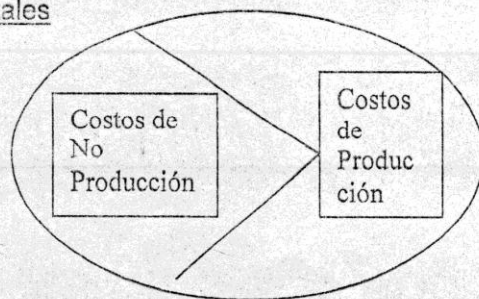 ales
Costos de
No
Producción
Costos
de
Produc
ción